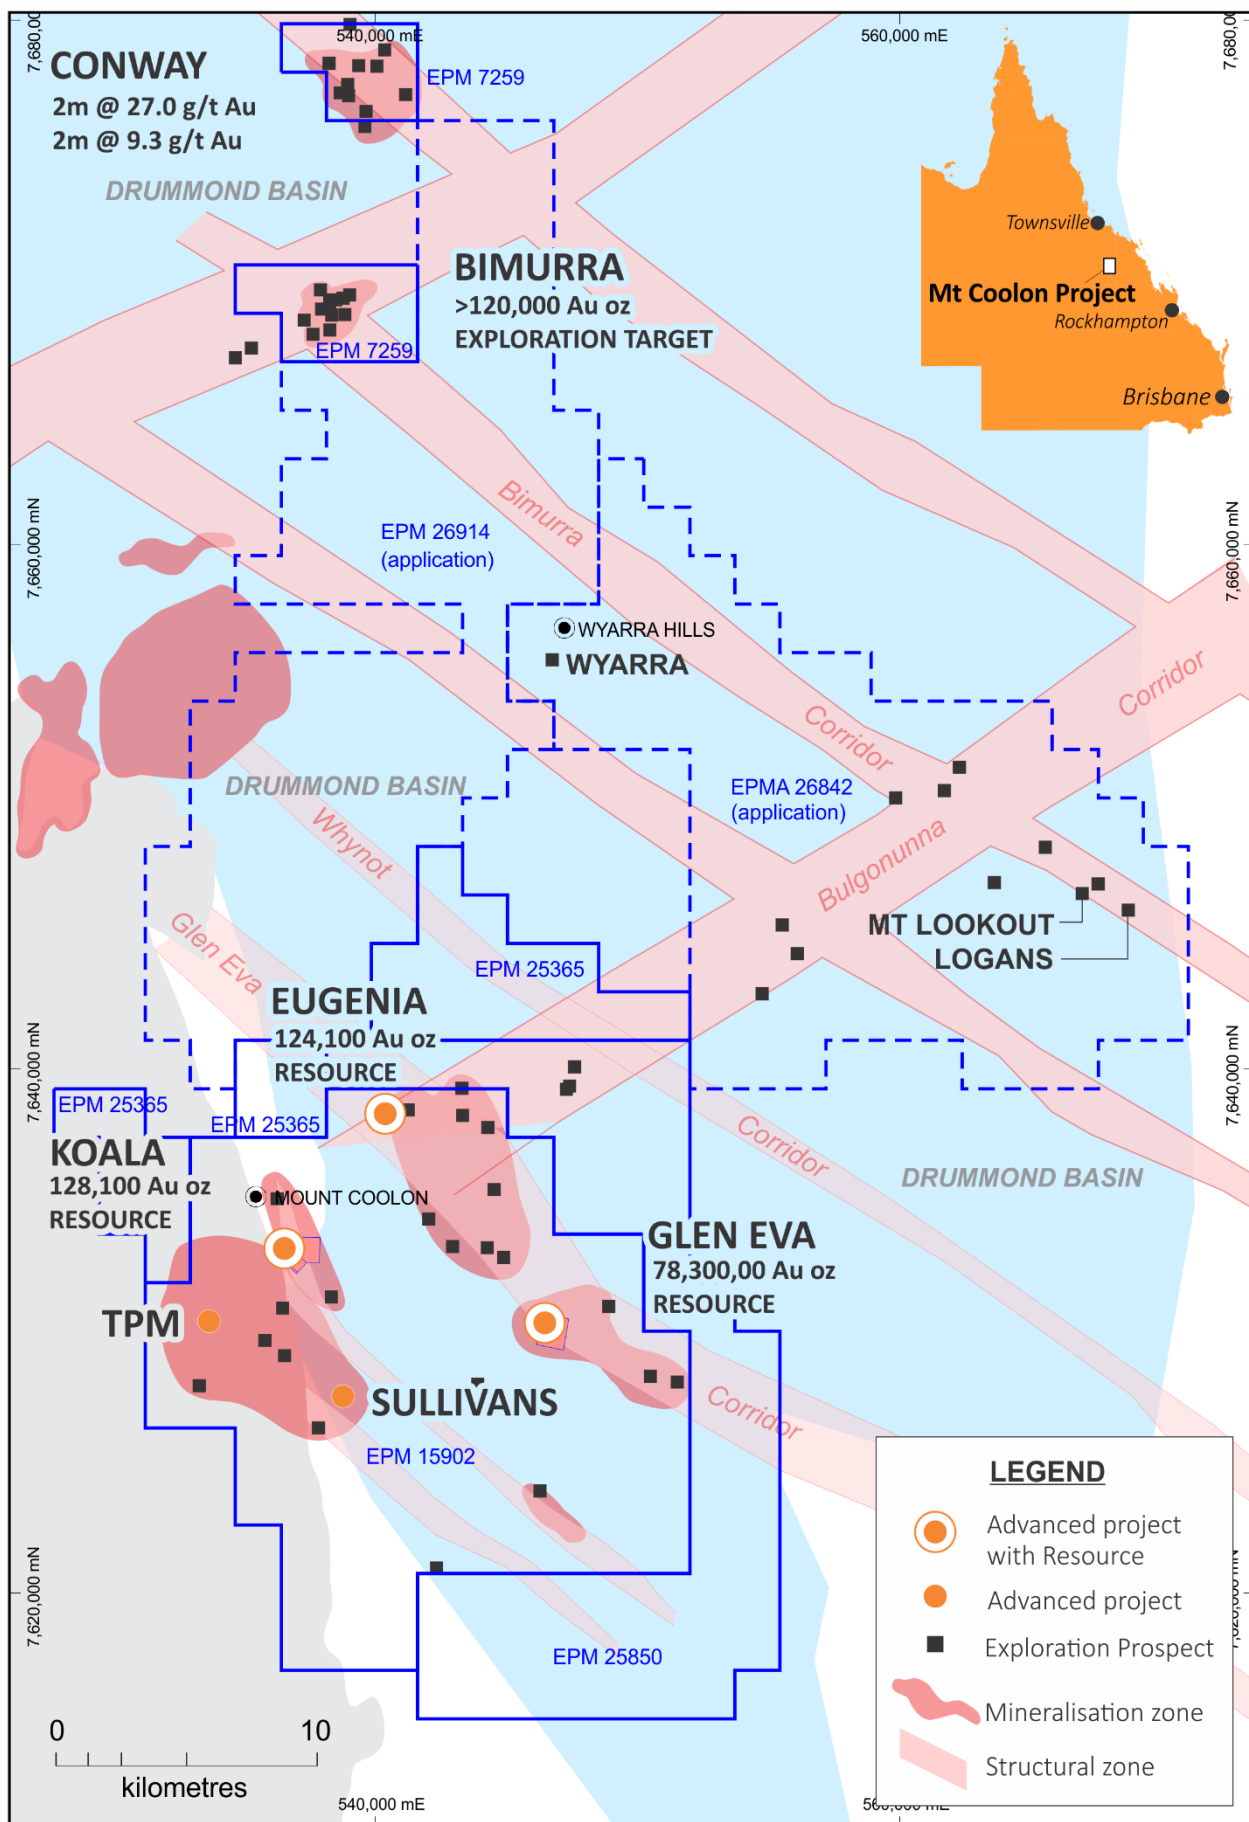 540,000 mE
560,000 mE
7,680,00
7,680,0
CONWAY
2m @ 27.0 g/t Au
2m @ 9.3 g/t Au
EPM 7259
DRUMMOND BASIN
Townsville
Mt Coolon Project
Rockhampton
Brisbane
BIMURRA
>120,000 Au oz
EXPLORATION TARGET
EPM 7259
Bimurra
7,660,000 mN
EPM 26914
(application)
7,660,000 mN
WYARRA HILLS
WYARRA
Corridor
Corridor
DRUMMOND BASIN
EPMA 26842
(application)
Whynot
Bulgonunna
Glen Eva
MT LOOKOUT
LOGANS
EPM 25365
EUGENIA
124,100 Au oz
RESOURCE
7,640,000 mN
7,640,000 mN
EPM 25365
EPM 25365
KOALA
128,100 Au oz
RESOURCE
Corridor
DRUMMOND BASIN
MOUNT COOLON
GLEN EVA
78,300,00 Au oz
RESOURCE
TPM
SULLIVANS
Corridor
EPM 15902
7,620,000 mN
EPM 25850
LEGEND
Advanced project
with Resource
Advanced project
Exploration Prospect
Mineralisation zone
Structural zone
0 10
kilometres
540,000 mE